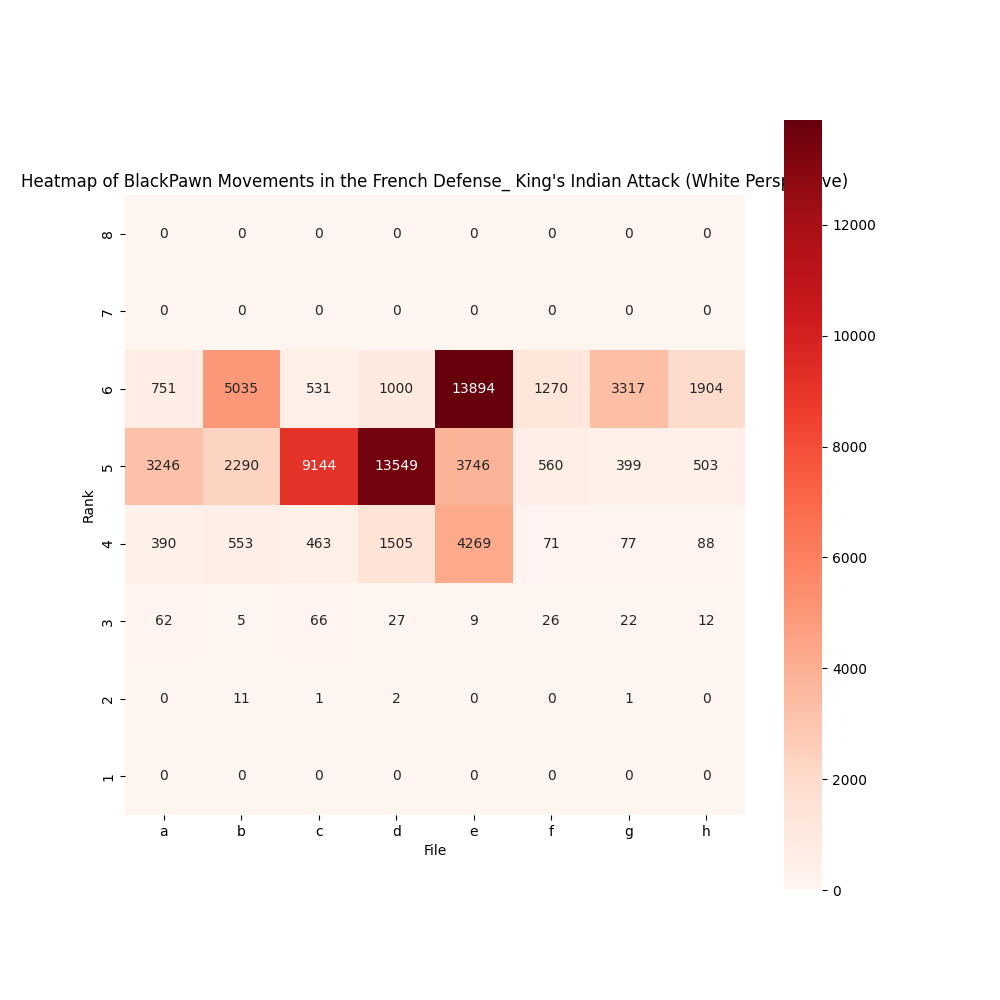 Heatmap of BlackPawn Movements in the French Defense_ King's Indian Attack (White ve)
8 0 0 0 0 0 0 0 0
12000
7 0 0 0 0 0 0 0 0
10000
6 751 5035 531 1000 13894 1270 3317 1904
8000
5 3246 2290 9144 13549 3746 560 399 503
Rank
4 390 553 463 1505 4269 71 77 88
6000
3 62 5 66 27 9 26 22 12
4000
2 0 11 1 2 0 0 1 0
1 0 0 0 0 0 0 0 0
2000
a b c d e f g h
File
0